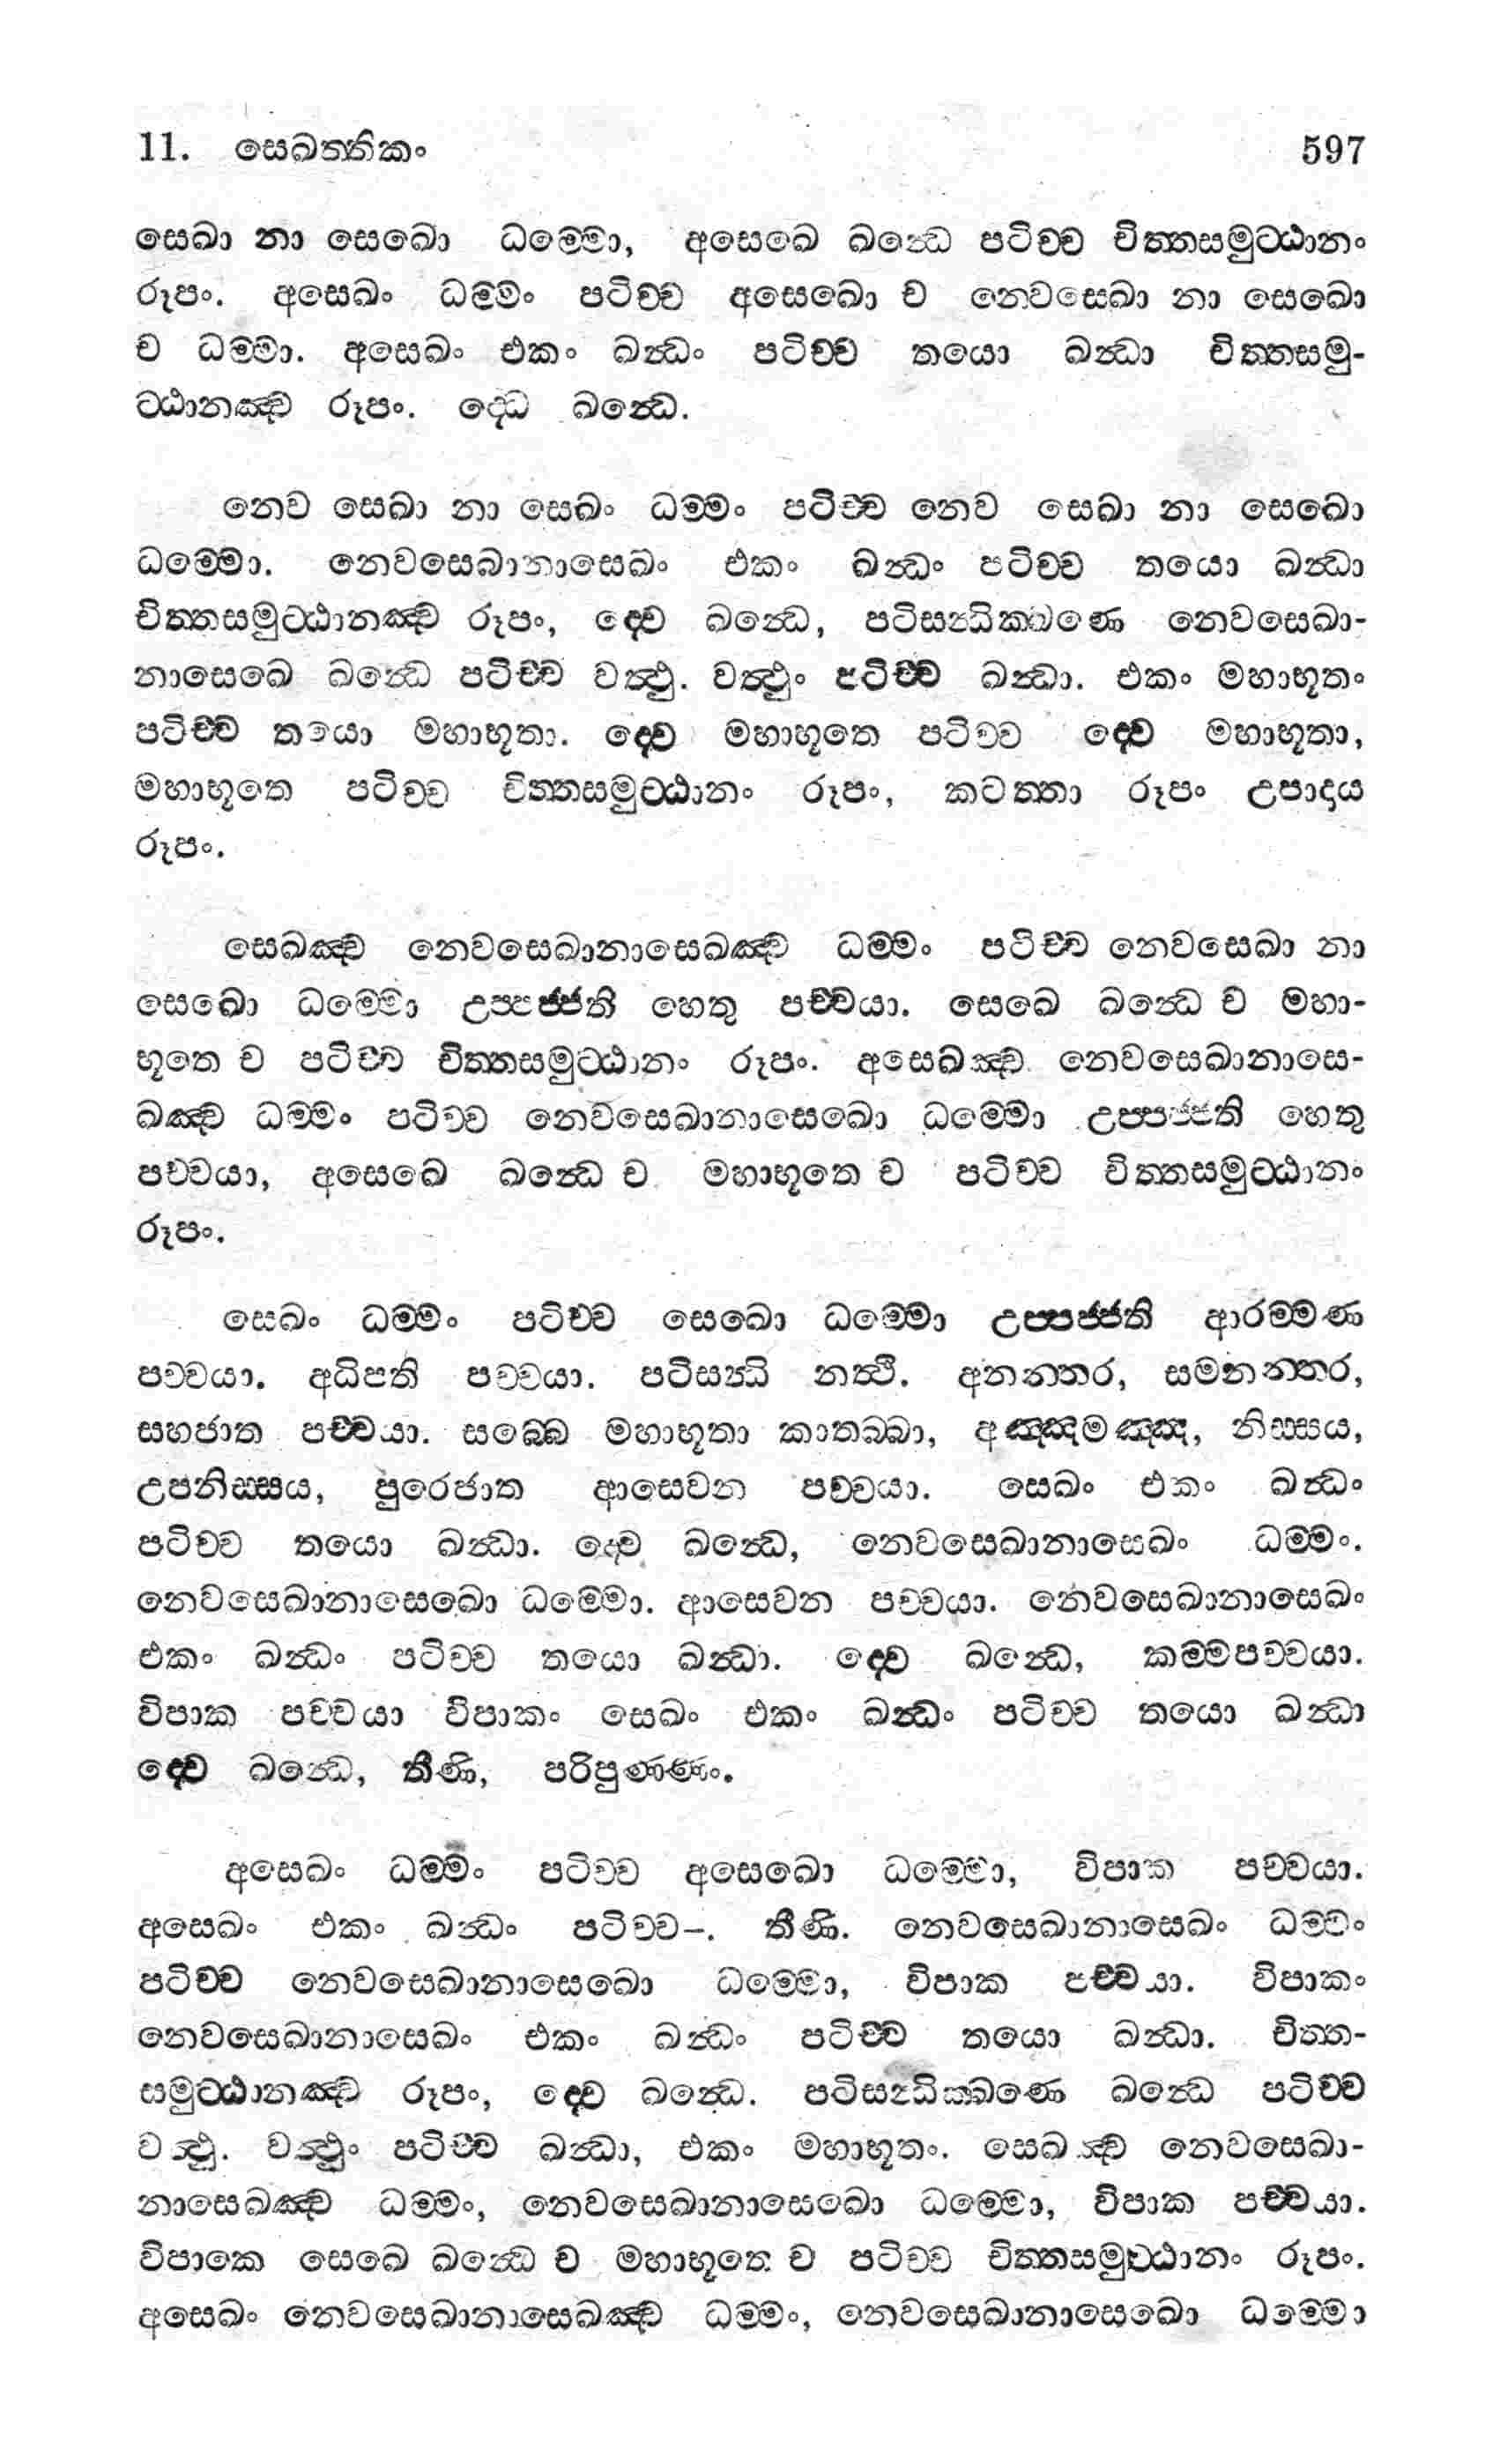 11. සෙඛත්තිකං 597
සෙඛා නා සෙඛො ධම්මො, අසෙඛෙ ඛන්ධෙ පටිච්ච චිත්තසමුට්ඨානං
රූපං. අසෙඛං ධම්මං පටිච්ච අසෙඛො ච නෙවසෙඛා නා සෙඛො
ච ධම්මා. අසෙඛං එකං ඛන්ධං පටිච්ච තයො ඛන්ධා චිත්තසමු-
ට්ඨානඤ්ච රූපං. ද්වෙ ඛන්ධෙ.
නෙව සෙඛා නා සෙඛං ධම්මං පටිච්ච නෙව සෙඛා නා සෙඛො
ධම්මො. නෙවසෙඛානාසෙඛං එකං ඛන්ධං පටිච්ච තයො ඛන්ධා
චිත්තසමුට්ඨානඤ්ච රූපං, ද්වෙ ඛන්ධෙ, පටිසන්ධික්ඛණෙ නෙවසෙඛා-
නාසෙඛෙ ඛන්ධෙ පටිච්ච වත්ථු. වත්ථුං පටිච්ච ඛන්ධා. එකං මහාභූතං
පටිච්ච තයො මහාභූතා. ද්වෙ මහාභූතෙ පටිච්ච ද්වෙ මහාභූතා,
මහාභූතෙ පටිච්ච චිත්තසමුට්ඨානං රූපං, කටත්තා රූපං උපාදාය
රූපං.
සෙඛඤ්ච නෙවසෙඛානාසෙඛඤ්ච ධම්මං පටිච්ච නෙවසෙඛා නා
සෙඛො ධම්මො උප්පජ්ජති හෙතු පච්චයා. සෙඛෙ ඛන්ධෙ ච මහා-
භූතෙ ච පටිච්ච චිත්තසමුට්ඨානං රූපං. අසෙඛඤ්ච නෙවසෙඛානාසෙ-
ඛඤ්ච ධම්මං පටිච්ච නෙවසෙඛානාසෙඛො ධම්මො උප්පජ්ජති හෙතු
පච්චයා, අසෙඛෙ ඛන්ධෙ ච මහාභූතෙ ච පටිච්ච චිත්තසමුට්ඨානං
රූපං.
සෙඛං ධම්මං පටිච්ච සෙඛො ධම්මො උප්පජ්ජති ආරම්මණ
පච්චයා. අධිපති පච්චයා. පටිසන්ධි නත්ථි. අනන්තර, සමනන්තර,
සහජාත පච්චයා. සබ්බෙ මහාභූතා කාතබ්බා, අඤ්ඤමඤ්ඤ, නිස්සය,
උපනිස්සය, පුරෙජාත ආසෙවන පච්චයා. සෙඛං එකං ඛන්ධං
පටිච්ච තයො ඛන්ධා. ද්වෙ ඛන්ධෙ, නෙවසෙඛානාසෙඛං ධම්මං.
නෙවසෙඛානාසෙඛො ධම්මො. ආසෙවන පච්චයා. නෙවසෙඛානාසෙඛං
එකං ඛන්ධං පටිච්ච තයො ඛන්ධා. ද්වෙ ඛන්ධෙ, කම්මපච්චයා.
විපාක පච්චයා විපාකං සෙඛං එකං ඛන්ධං පටිච්ච තයො ඛන්ධා
ද්වෙ ඛන්ධෙ, තීණි, පරිපුණ්ණං.
අසෙඛං ධම්මං පටිච්ච අසෙඛො ධම්මො, විපාක පච්චයා.
අසෙඛං එකං ඛන්ධං පටිච්ච–. තීණි. නෙවසෙඛානාසෙඛං ධම්මං
පටිච්ච නෙවසෙඛානාසෙඛො ධම්මො, විපාක පච්චයා. විපාකං
නෙවසෙඛානාසෙඛං එකං ඛන්ධං පටිච්ච තයො ඛන්ධා. චිත්ත-
සමුට්ඨානඤ්ච රූපං, ද්වෙ ඛන්ධෙ. පටිසන්ධික්ඛණෙ ඛන්ධෙ පටිච්ච
වත්ථු. වත්ථුං පටිච්ච ඛන්ධා, එකං මහාභූතං. සෙඛඤ්ච නෙවසෙඛා-
නාසෙඛඤ්ච ධම්මං, නෙවසෙඛානාසෙඛො ධම්මො, විපාක පච්චයා.
විපාකෙ සෙඛෙ ඛන්ධෙ ච මහාභූතෙ ච පටිච්ච චිත්තසමුට්ඨානං රූපං.
අසෙඛං නෙවසෙඛානාසෙඛඤ්ච ධම්මං, නෙවසෙඛානාසෙඛො ධම්මො